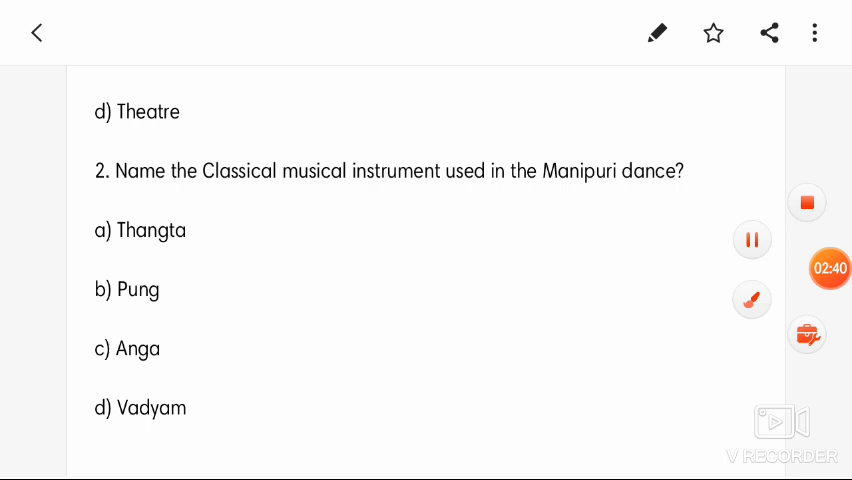 d) Theatre
2. Name the Classical musical instrument used in the Manipuri dance?
a) Thangta
b) Pung
02:40
c) Anga
d) Vadyam
V RECORDER